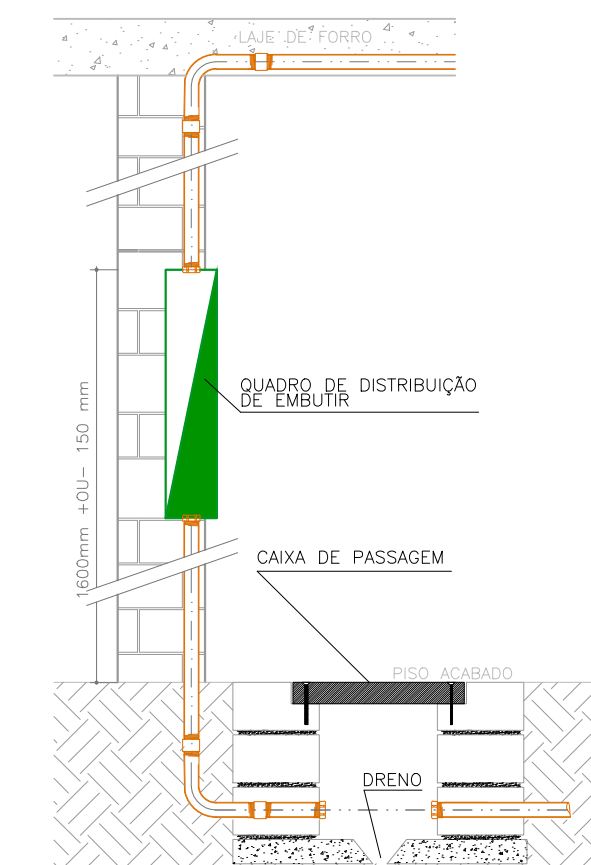 LAJE DE FORRO
QUADRO DE DISTRIBUIÇÃO
DE EMBUTIR
1600mm +OU- 150 mm
CAIXA DE PASSAGEM
PISO ACABADO
DRENO